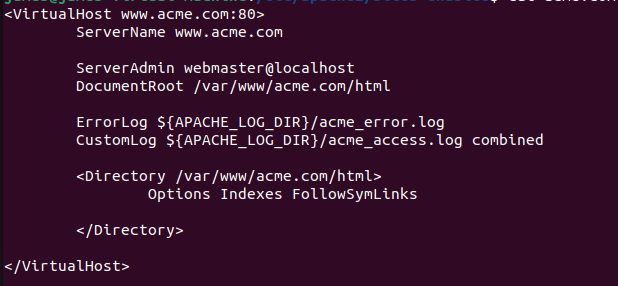 <VirtualHost www.acme.com:80>
        ServerName www.acme.com

        ServerAdmin webmaster@localhost
        DocumentRoot /var/www/acme.com/html

        ErrorLog ${APACHE_LOG_DIR}/acme_error.log
        CustomLog ${APACHE_LOG_DIR}/acme_access.log combined

        <Directory /var/www/acme.com/html>
                Options Indexes FollowSymLinks

        </Directory>

</VirtualHost>